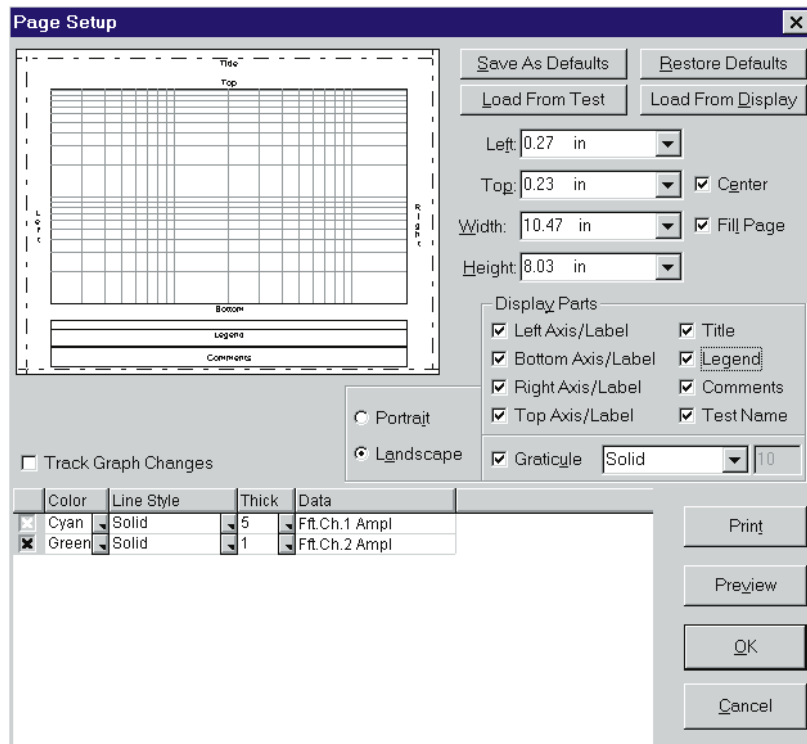 Page Setup
Title
Top
Left
Right
Bottom
Legend
Comments
Save As Defaults
Restore Defaults
Load From Test
Load From Display
Left: 0.27 in
Top: 0.23 in
Center
Width: 10.47 in
Fill Page
Height: 8.03 in
Display Parts
Left Axis/Label
Title
Bottom Axis/Label
Legend
Right Axis/Label
Comments
Top Axis/Label
Test Name
Portrait
Landscape
Graticule Solid 10
Track Graph Changes
Color Line Style Thick Data
Cyan Solid 5 Fft.Ch.1 Ampl
Green Solid 1 Fft.Ch.2 Ampl
Print
Preview
OK
Cancel